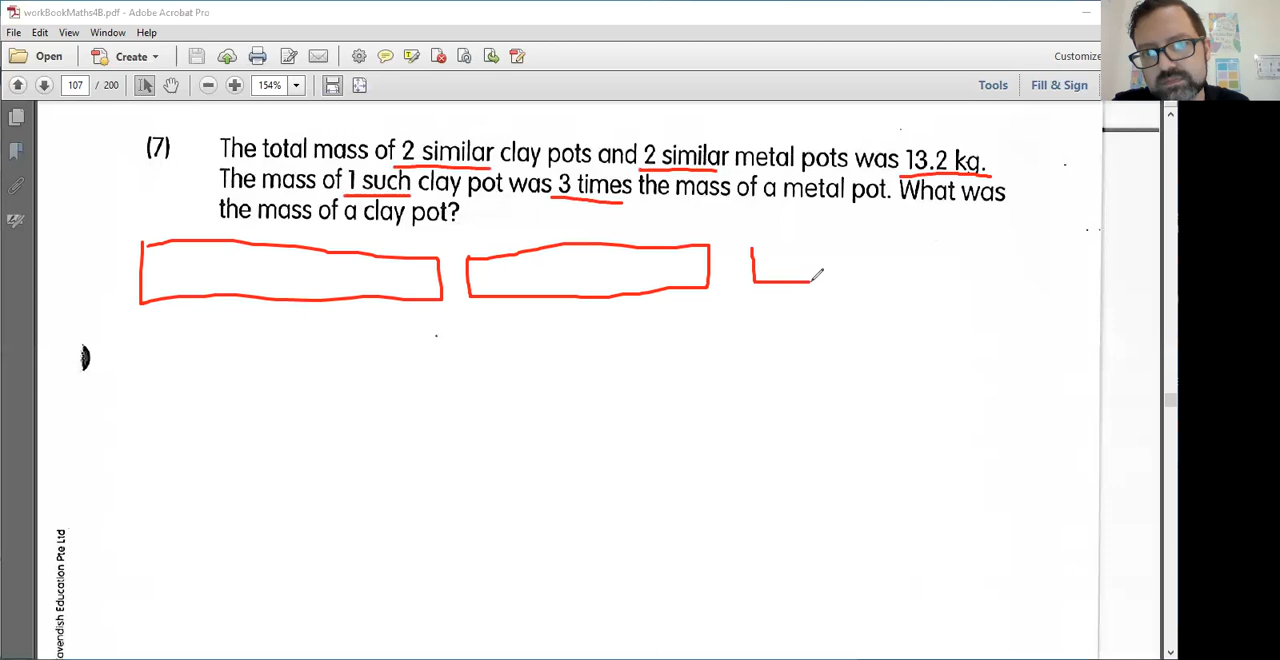 workBookMaths4B.pdf - Adobe Acrobat Pro
File Edit View Window Help
Open Create Customize
107 / 200 154% Tools Fill & Sign
(7) The total mass of 2 similar clay pots and 2 similar metal pots was 13.2 kg.
The mass of 1 such clay pot was 3 times the mass of a metal pot. What was
the mass of a clay pot?
avendish Education Pte Ltd